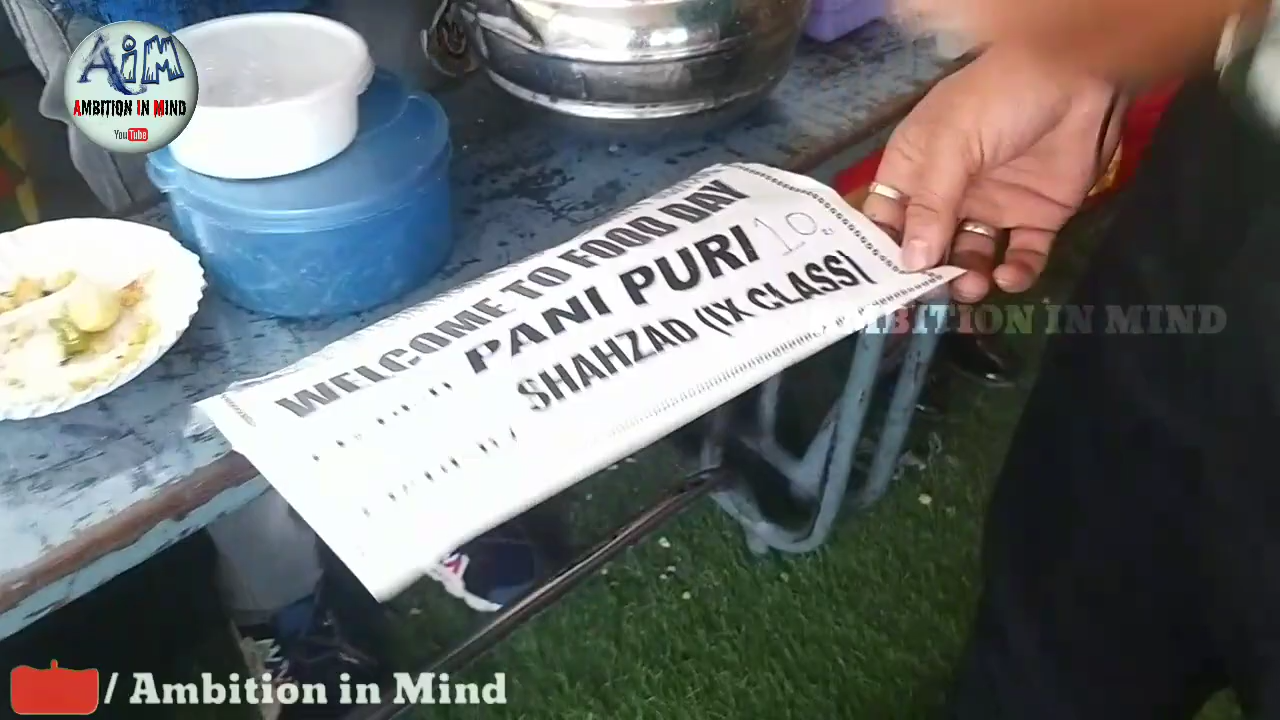 AiM
AMBITION IN MIND
YouTube
WELCOME TO FOOD DAY
PANI PURI 10
SHAHZAD (IX CLASS)
AMBITION IN MIND
/ Ambition in Mind